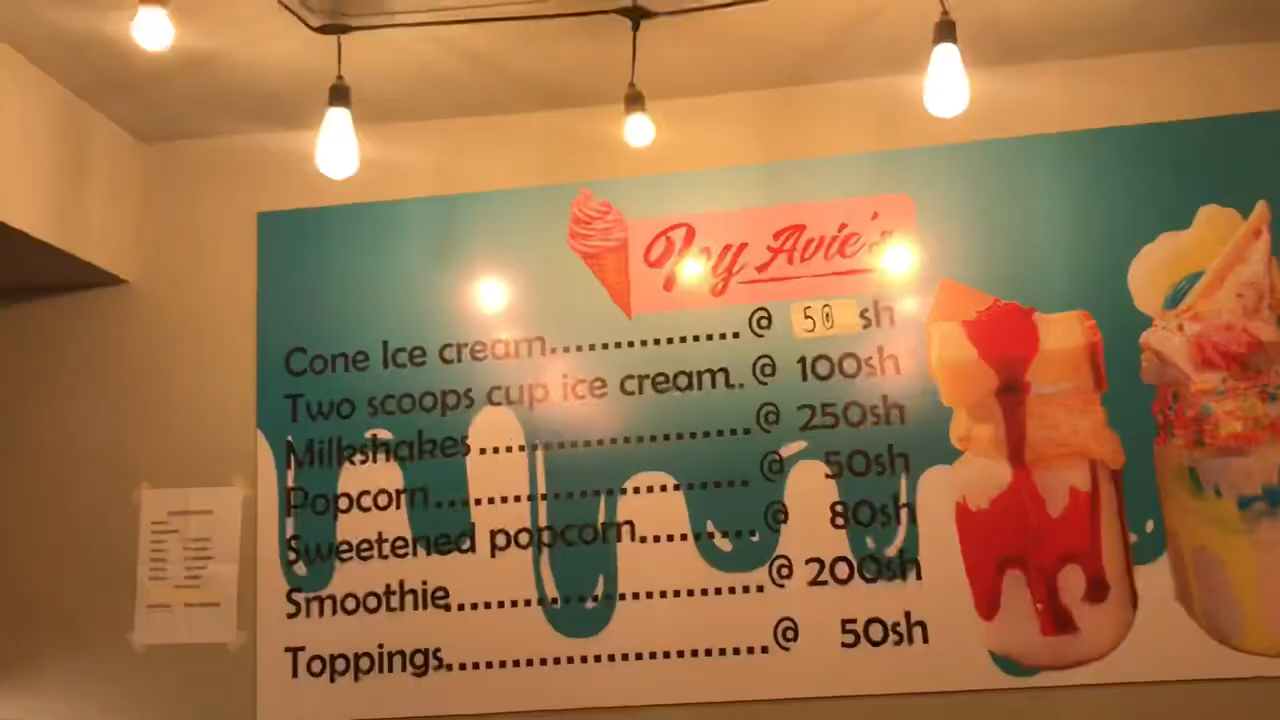 Avie's
Cone Ice cream..............@ 50 sh
Two scoops cup ice cream..@ 100sh
Milkshakes......................@ 250sh
Popcorn.........................@ 50sh
Sweetened popcorn.........@ 80sh
Smoothie........................@ 200sh
Toppings.........................@ 50sh